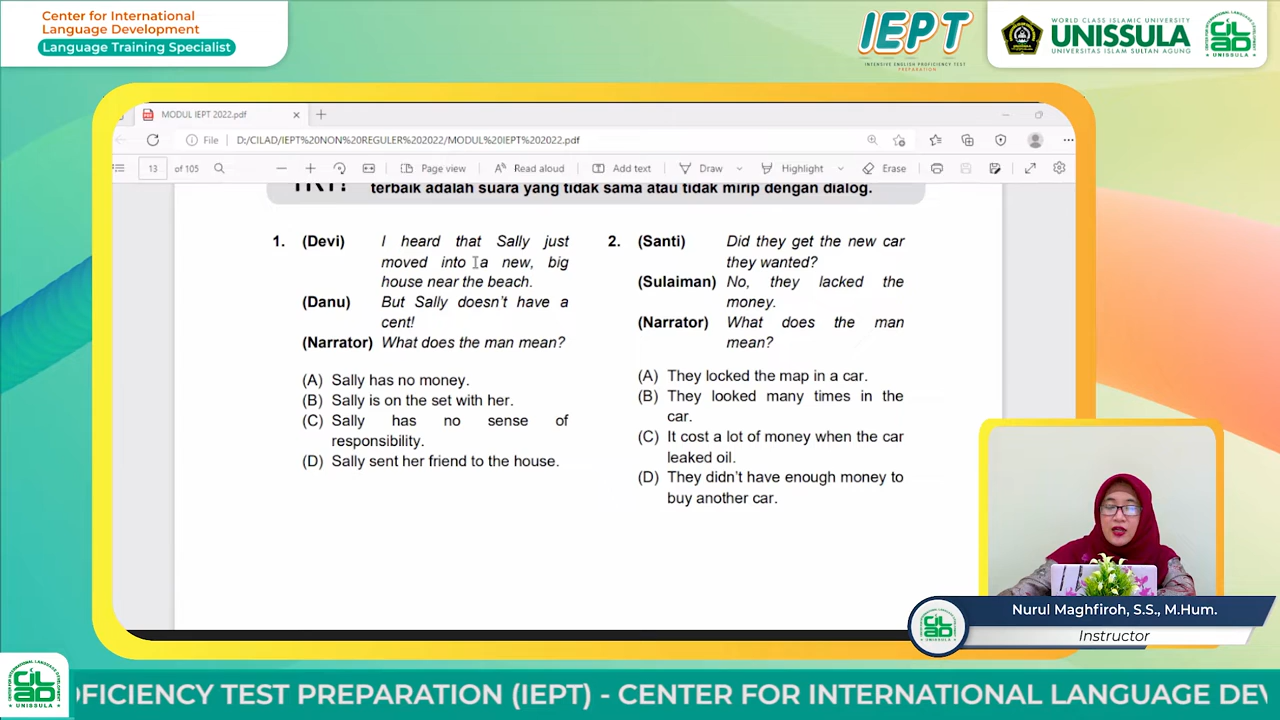 Center for International
Language Development
Language Training Specialist
IEPT
INTENSIVE ENGLISH PROFICIENCY TEST
PREPARATION
WORLD CLASS ISLAMIC UNIVERSITY
UNISSULA
UNIVERSITAS ISLAM SULTAN AGUNG
CILAD
UNISSULA
MODUL IEPT 2022.pdf
File
D:/CILAD/IEPT%20NON%20REGULER%202022/MODUL%20IEPT%202022.pdf
13 of 105
Page view
Read aloud
Add text
Draw
Highlight
Erase
TRY!
terbaik adalah suara yang tidak sama atau tidak mirip dengan dialog.
1. (Devi) I heard that Sally just
moved into a new, big
house near the beach.
(Danu) But Sally doesn't have a
cent!
(Narrator) What does the man mean?
(A) Sally has no money.
(B) Sally is on the set with her.
(C) Sally has no sense of
responsibility.
(D) Sally sent her friend to the house.
2. (Santi) Did they get the new car
they wanted?
(Sulaiman) No, they lacked the
money.
(Narrator) What does the man
mean?
(A) They locked the map in a car.
(B) They looked many times in the
car.
(C) It cost a lot of money when the car
leaked oil.
(D) They didn't have enough money to
buy another car.
Nurul Maghfiroh, S.S., M.Hum.
Instructor
CILAD
UNISSULA
OFICIENCY TEST PREPARATION (IEPT) - CENTER FOR INTERNATIONAL LANGUAGE DEV